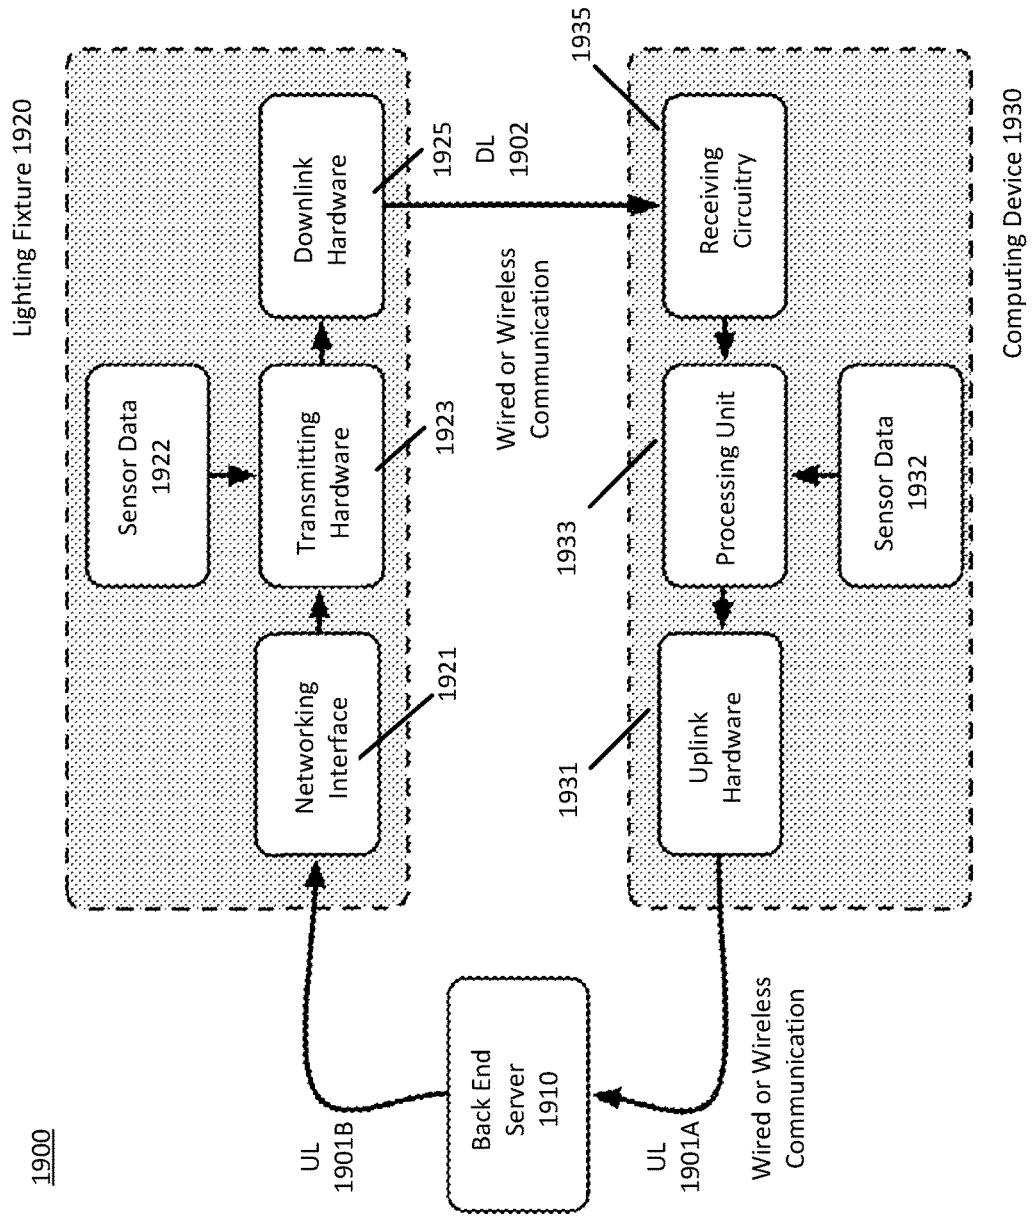 1900
Lighting Fixture 1920
Sensor Data
1922
UL
1901B
Networking
Interface
Transmitting
Hardware
Downlink
Hardware
1921
1923
1925
DL
1902
Back End
Server
1910
Wired or Wireless
Communication
1931
1933
1935
UL
1901A
Uplink
Hardware
Processing Unit
Receiving
Circuitry
Wired or Wireless
Communication
Sensor Data
1932
Computing Device 1930